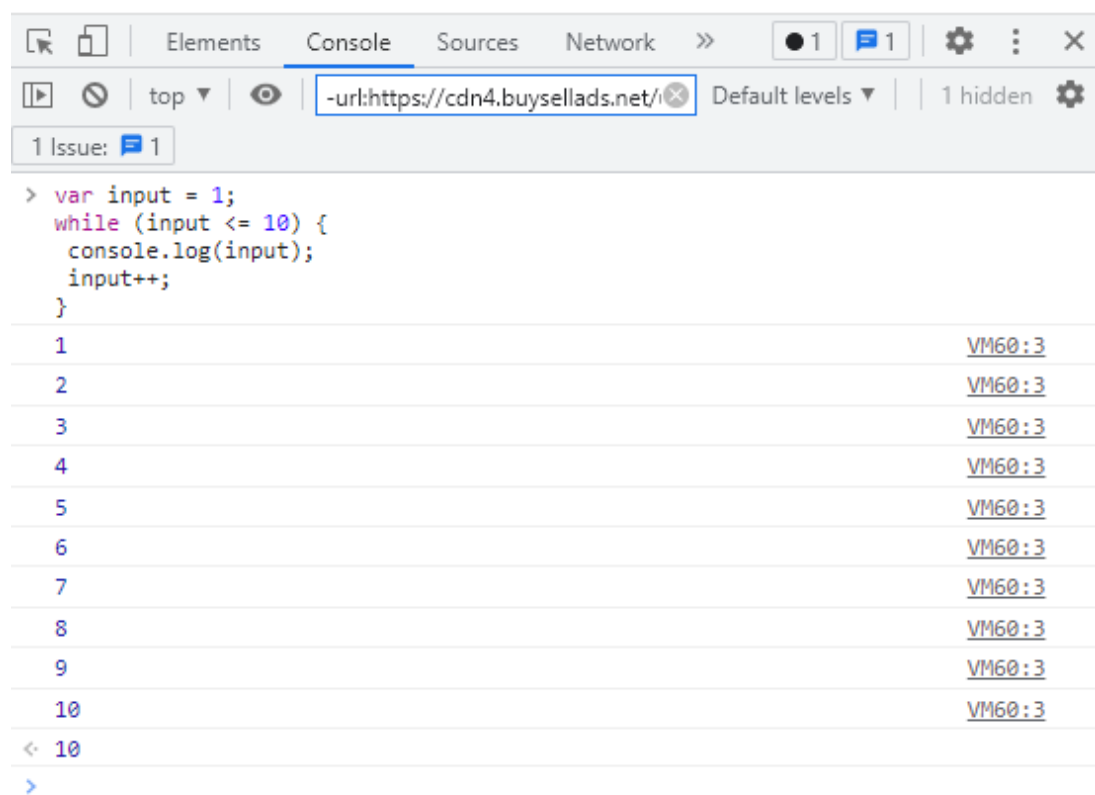 Elements Console Sources Network » 1 1
top ▼ -url:https://cdn4.buysellads.net/ Default levels ▼ 1 hidden
1 Issue: 1
> var input = 1;
while (input <= 10) {
console.log(input);
input++;
}
1 VM60:3
2 VM60:3
3 VM60:3
4 VM60:3
5 VM60:3
6 VM60:3
7 VM60:3
8 VM60:3
9 VM60:3
10 VM60:3
<· 10
>